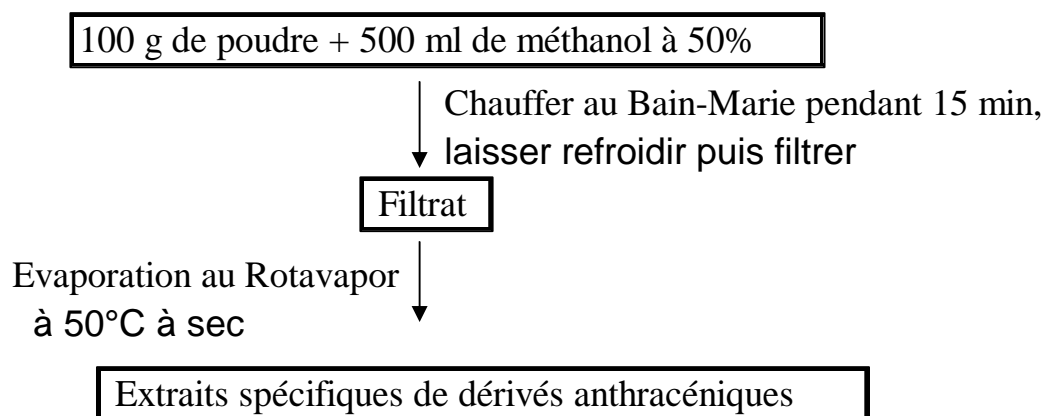 100 g de poudre + 500 ml de méthanol à 50%
Chauffer au Bain-Marie pendant 15 min,
laisser refroidir puis filtrer
Filtrat
Evaporation au Rotavapor
à 50°C à sec
Extraits spécifiques de dérivés anthracéniques